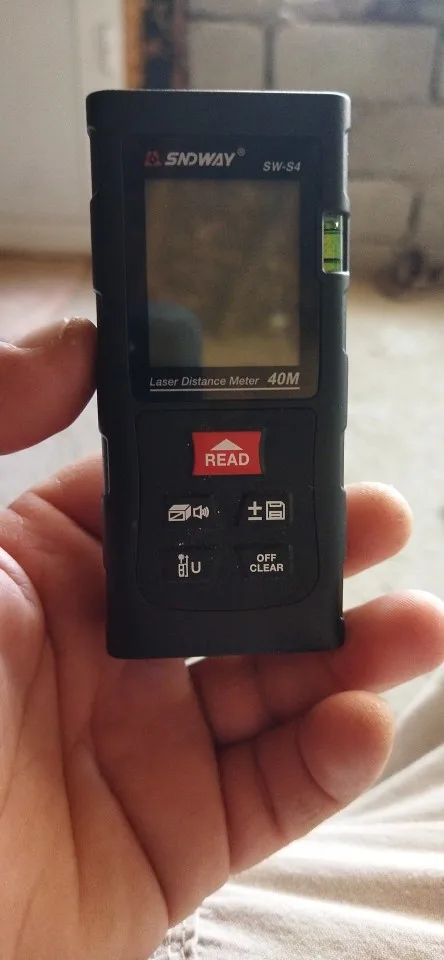 SNDWAY®
SW-S4
Laser Distance Meter 40M
READ
±
U
OFF
CLEAR